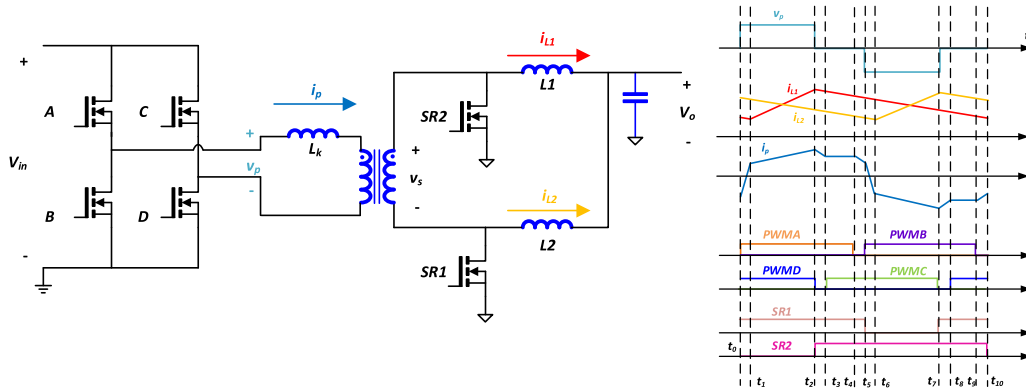 +
A
C
V_in
B
D
-
i_p
+
L_k
v_p
-
+
v_s
-
SR2
SR1
i_L1
L1
i_L2
L2
+
V_o
-
v_p
t
i_L1
i_L2
i_p
PWMA
PWMB
PWMD
PWMC
SR1
t_0
SR2
t_1
t_2
t_3
t_4
t_5
t_6
t_7
t_8
t_9
t_10